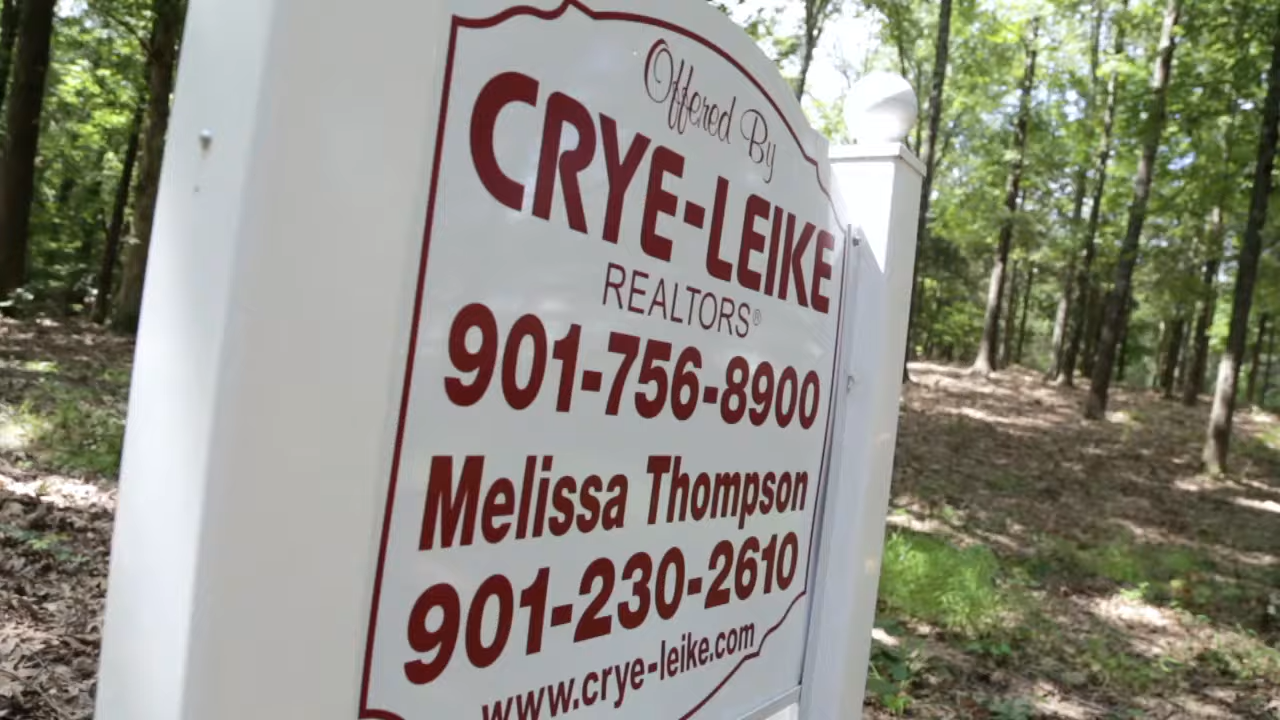 Offered By
CRYE-LEIKE
REALTORS®
901-756-8900
Melissa Thompson
901-230-2610
www.crye-leike.com